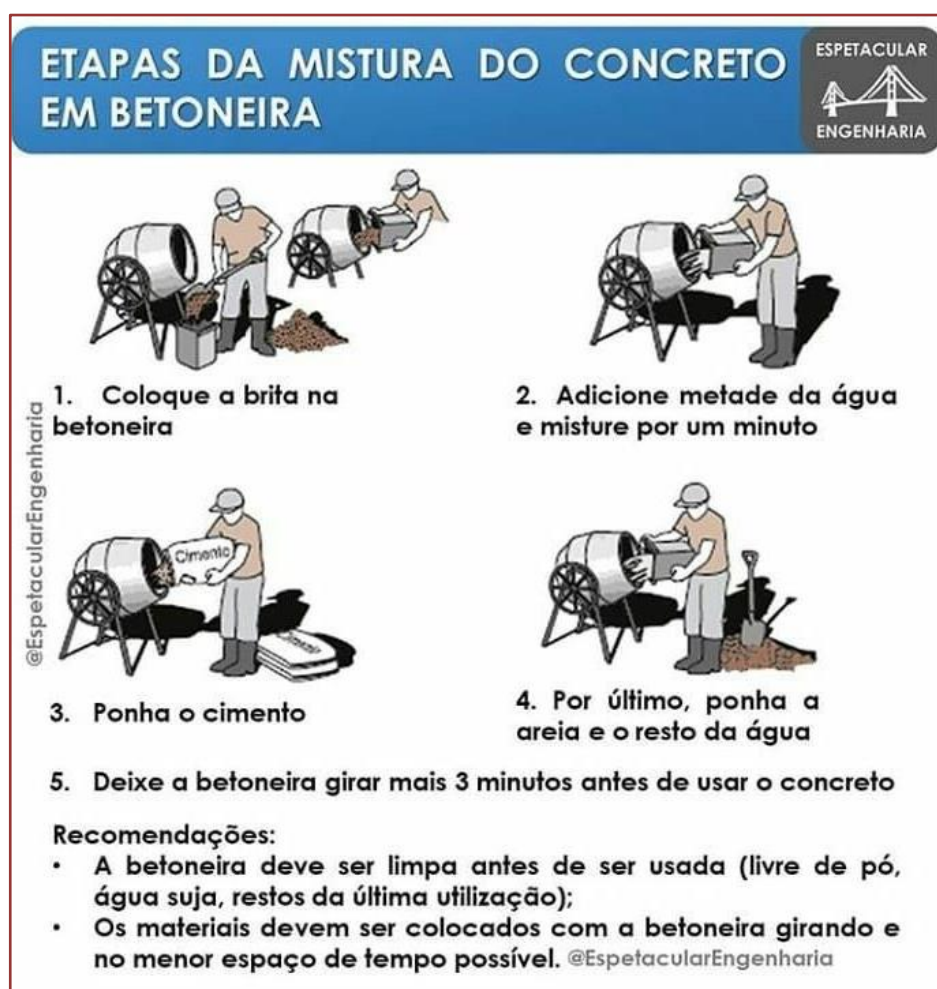 ETAPAS DA MISTURA DO CONCRETO
EM BETONEIRA
ESPETACULAR
ENGENHARIA
1. Coloque a brita na
betoneira
2. Adicione metade da água
e misture por um minuto
@EspetacularEngenharia
Cimento
3. Ponha o cimento
4. Por último, ponha a
areia e o resto da água
5. Deixe a betoneira girar mais 3 minutos antes de usar o concreto
Recomendações:
• A betoneira deve ser limpa antes de ser usada (livre de pó,
água suja, restos da última utilização);
• Os materiais devem ser colocados com a betoneira girando e
no menor espaço de tempo possível. @EspetacularEngenharia